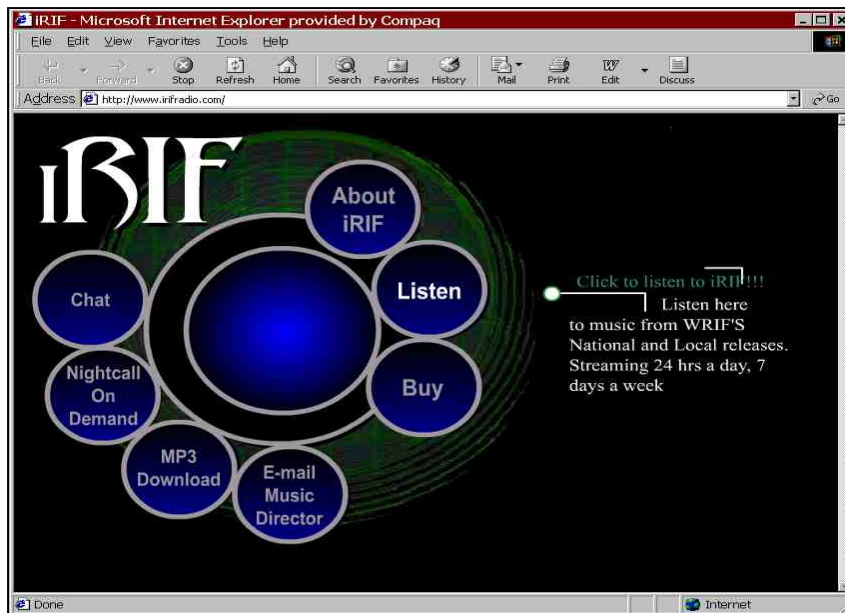 iRIF - Microsoft Internet Explorer provided by Compaq
File Edit View Favorites Tools Help
Back Forward Stop Refresh Home Search Favorites History Mail Print Edit Discuss
Address http://www.irifradio.com/ Go
iRIF
About
iRIF
Listen
Chat
Buy
Nightcall
On
Demand
MP3
Download
E-mail
Music
Director
Click to listen to iRIF!!!
Listen here
to music from WRIF'S
National and Local releases.
Streaming 24 hrs a day, 7
days a week
Done Internet